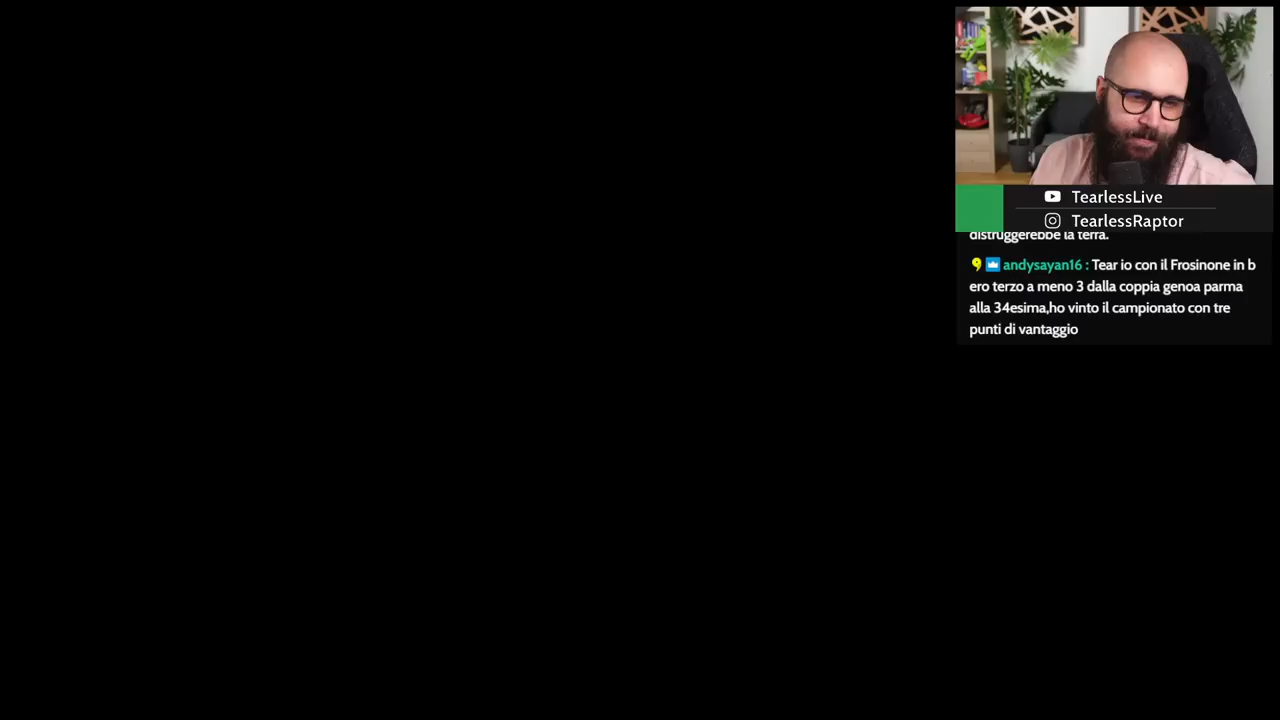 TearlessLive
TearlessRaptor
distruggerebbe la terra.
andysayan16 : Tear io con il Frosinone in b
ero terzo a meno 3 dalla coppia genoa parma
alla 34esima,ho vinto il campionato con tre
punti di vantaggio